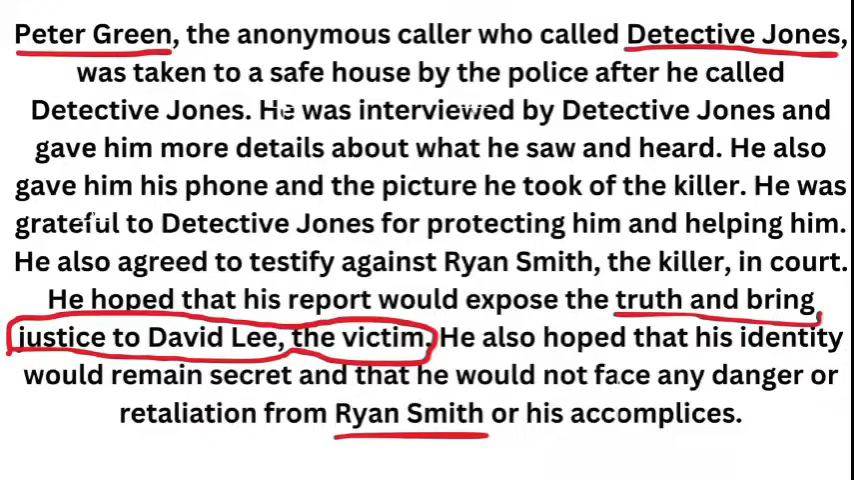 Peter Green, the anonymous caller who called Detective Jones,
was taken to a safe house by the police after he called
Detective Jones. He was interviewed by Detective Jones and
gave him more details about what he saw and heard. He also
gave him his phone and the picture he took of the killer. He was
grateful to Detective Jones for protecting him and helping him.
He also agreed to testify against Ryan Smith, the killer, in court.
He hoped that his report would expose the truth and bring
justice to David Lee, the victim. He also hoped that his identity
would remain secret and that he would not face any danger or
retaliation from Ryan Smith or his accomplices.